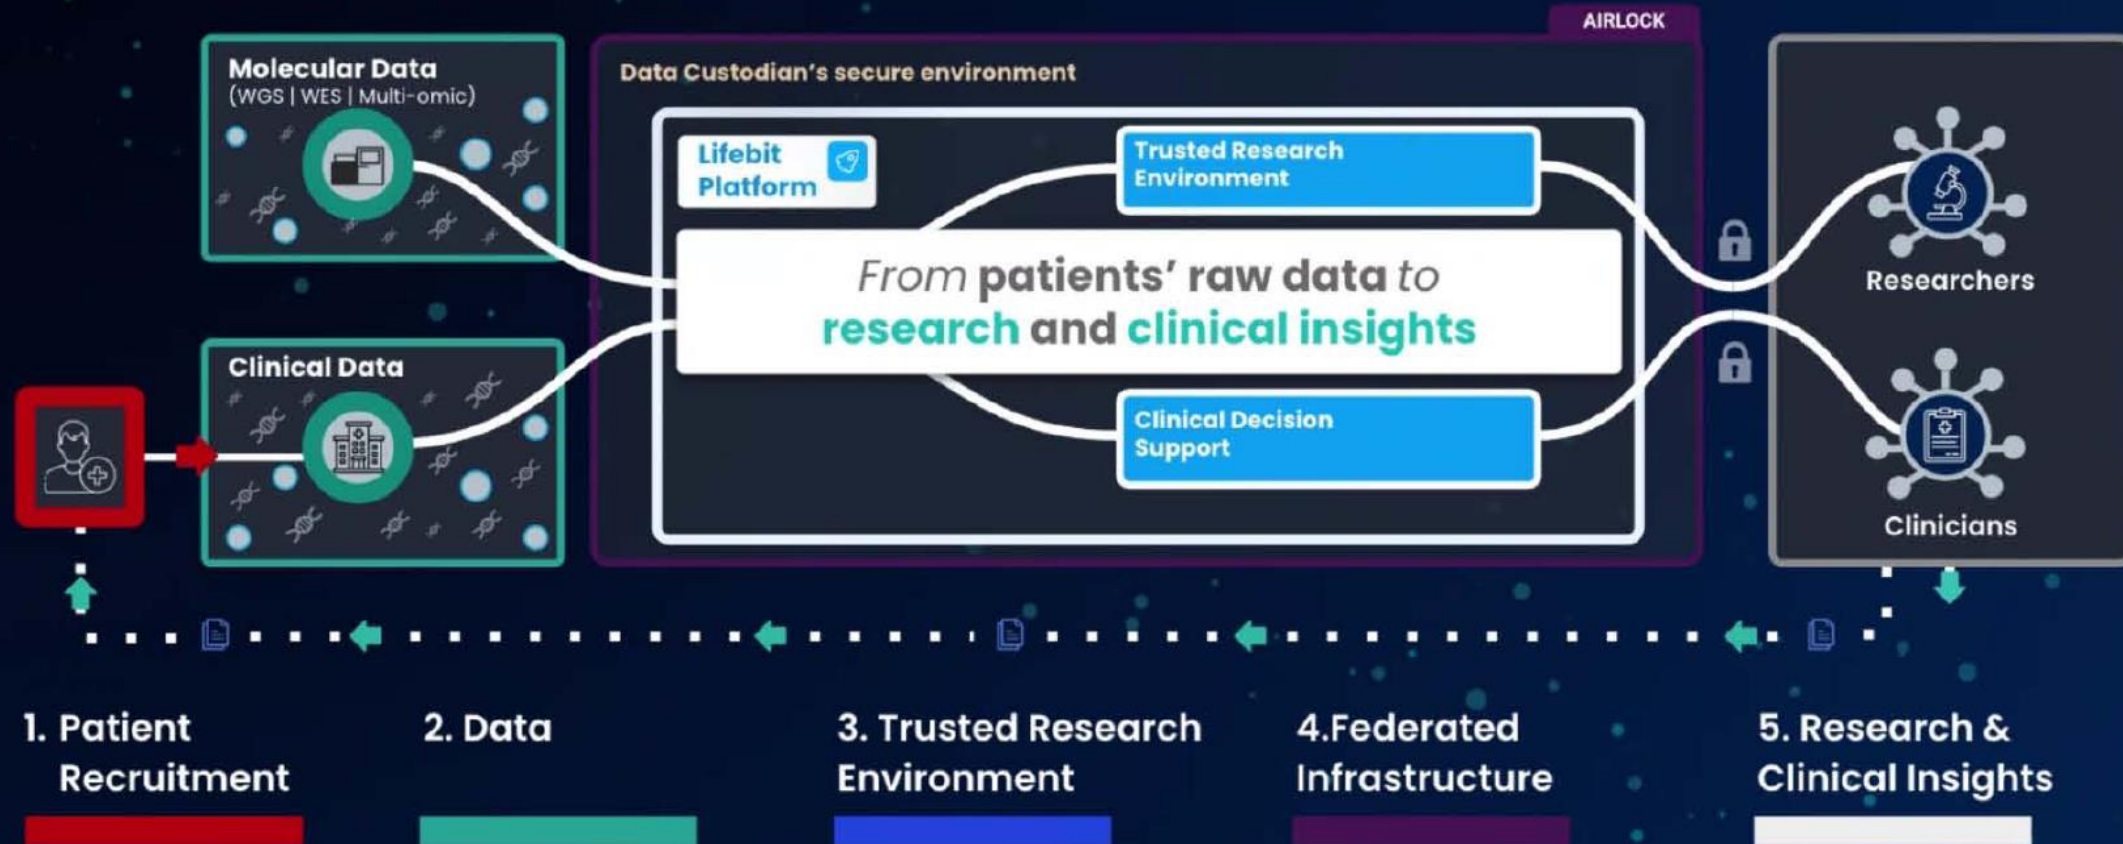 AIRLOCK
Molecular Data
(WGS | WES | Multi-omic)
Data Custodian's secure environment
Lifebit
Platform
Trusted Research
Environment
From patients' raw data to
research and clinical insights
Researchers
Clinical Data
Clinical Decision
Support
Clinicians
1. Patient
Recruitment
2. Data
3. Trusted Research
Environment
4.Federated
Infrastructure
5. Research &
Clinical Insights